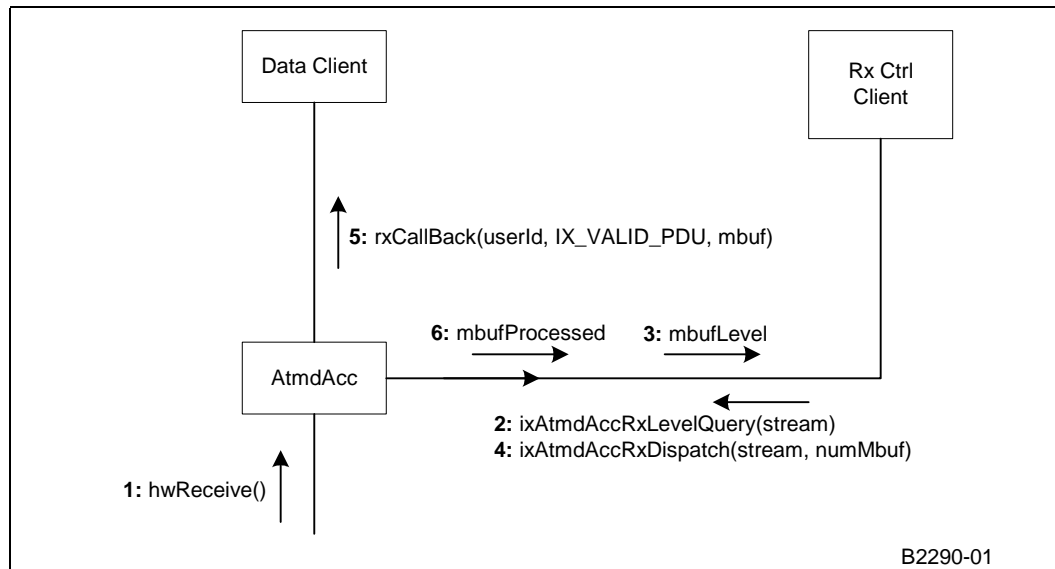 Data Client
Rx Ctrl
Client
5: rxCallBack(userId, IX_VALID_PDU, mbuf)
6: mbufProcessed
3: mbufLevel
AtmdAcc
2: ixAtmdAccRxLevelQuery(stream)
4: ixAtmdAccRxDispatch(stream, numMbuf)
1: hwReceive()
B2290-01